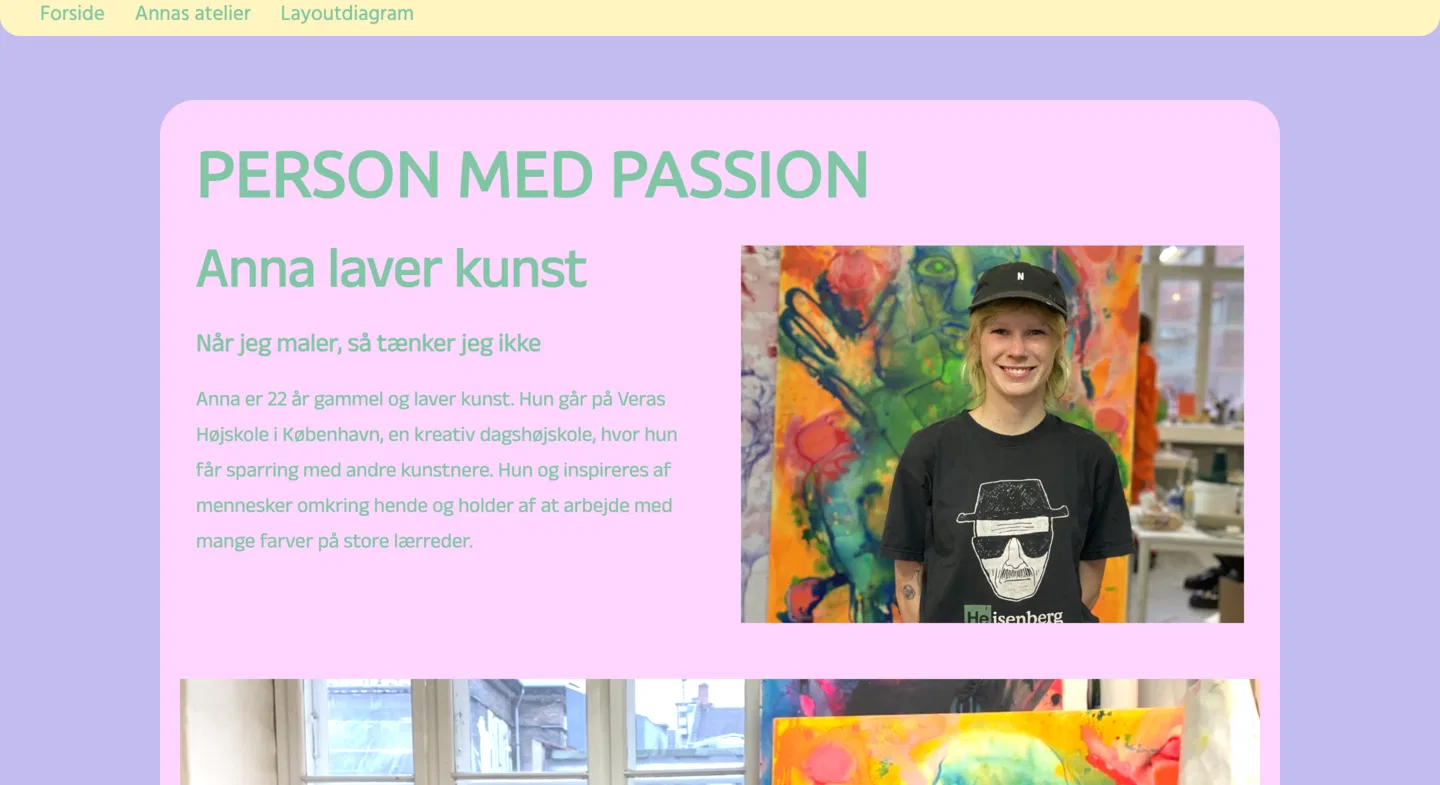 Forside Annas atelier Layoutdiagram
PERSON MED PASSION
Anna laver kunst
Når jeg maler, så tænker jeg ikke
Anna er 22 år gammel og laver kunst. Hun går på Veras
Højskole i København, en kreativ dagshøjskole, hvor hun
får sparring med andre kunstnere. Hun og inspireres af
mennesker omkring hende og holder af at arbejde med
mange farver på store lærreder.
N
Heisenberg